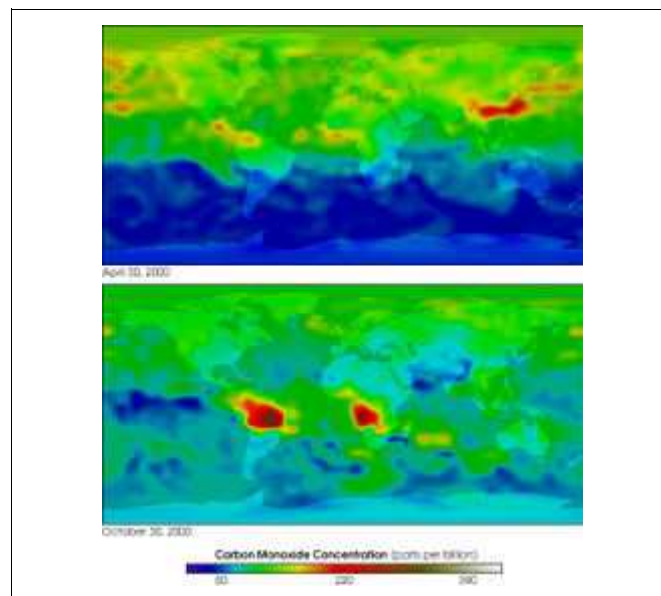 April 30, 2000
October 30, 2000
Carbon Monoxide Concentration (parts per billion)
50 220 390